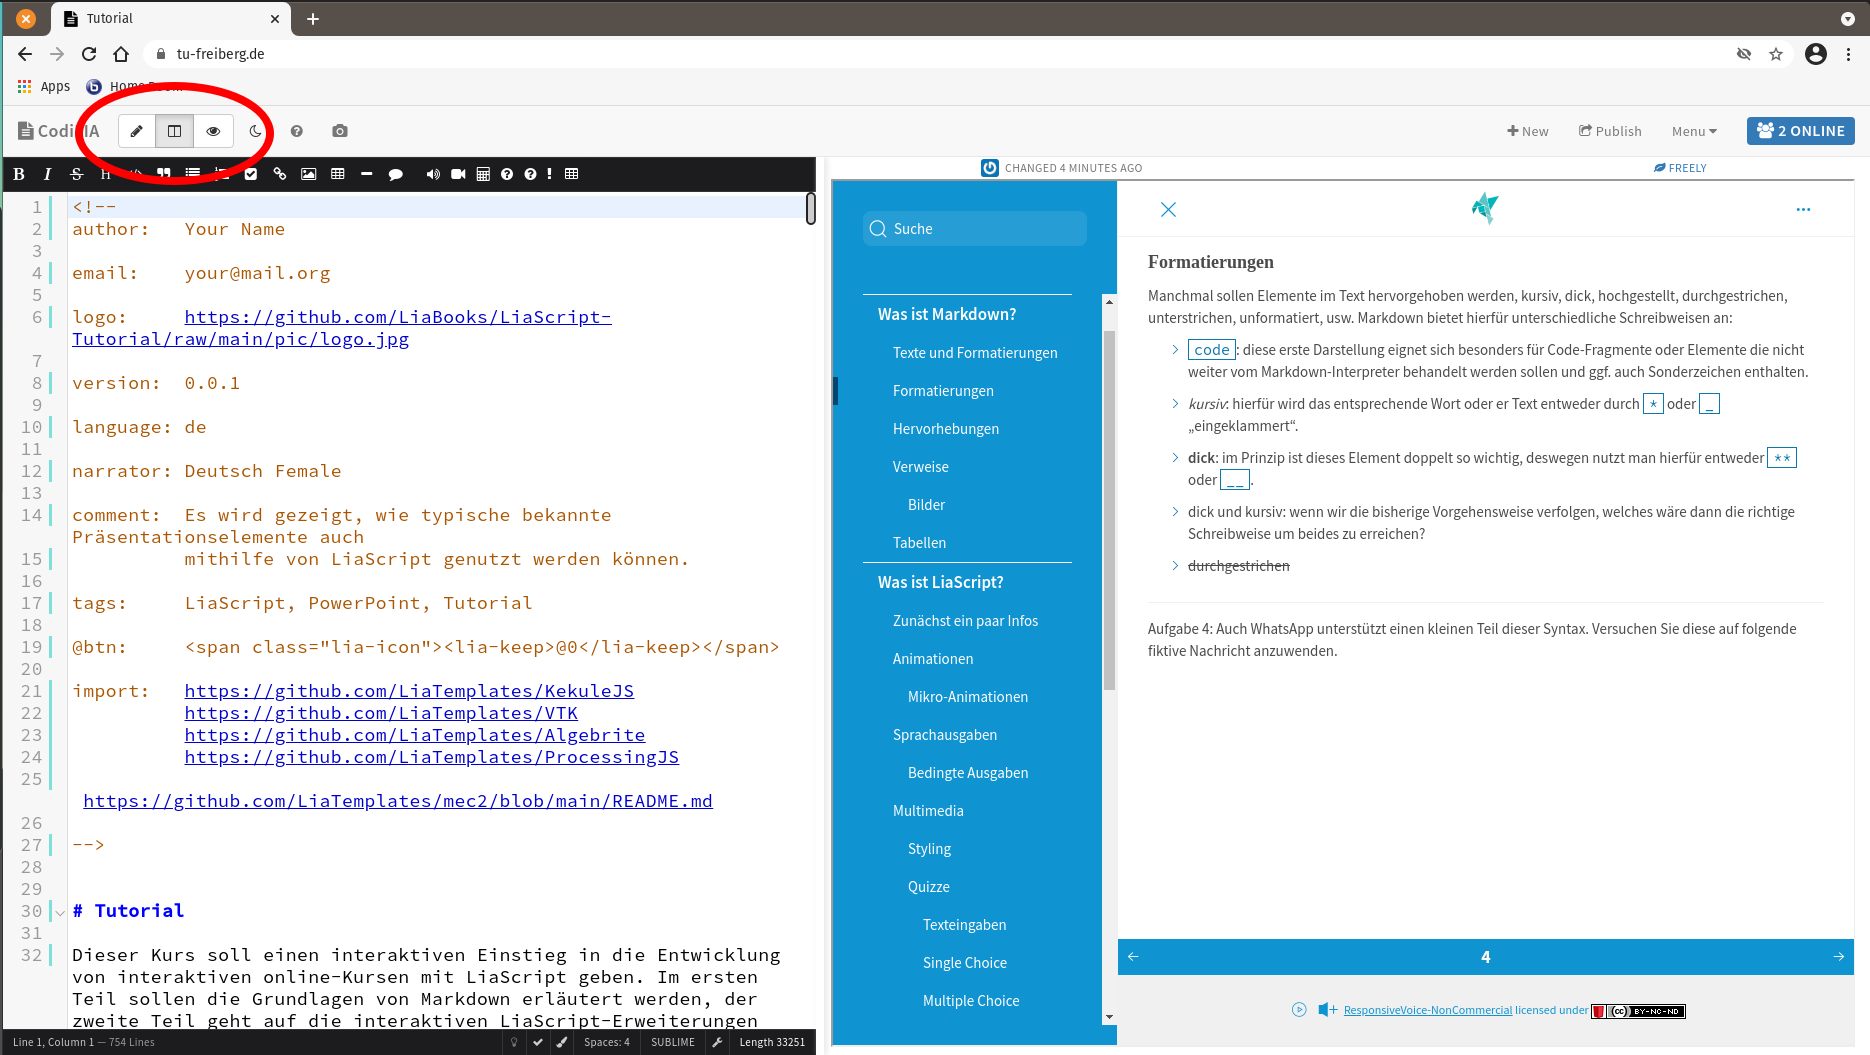 Tutorial
tu-freiberg.de
Apps
Home Room
Codi IA
New
Publish
Menu
2 ONLINE
B I S H
CHANGED 4 MINUTES AGO
FREELY
1 <!--
2 author:   Your Name
3
4 email:    your@mail.org
5
6 logo:     https://github.com/LiaBooks/LiaScript-
Tutorial/raw/main/pic/logo.jpg
7
8 version:  0.0.1
9
10 language: de
11
12 narrator: Deutsch Female
13
14 comment:  Es wird gezeigt, wie typische bekannte
Präsentationselemente auch
15 mithilfe von LiaScript genutzt werden können.
16
17 tags:     LiaScript, PowerPoint, Tutorial
18
19 @btn:     <span class="lia-icon"><lia-keep>@0</lia-keep></span>
20
21 import:   https://github.com/LiaTemplates/KekuleJS
22 https://github.com/LiaTemplates/VTK
23 https://github.com/LiaTemplates/Algebrite
24 https://github.com/LiaTemplates/ProcessingJS
25
https://github.com/LiaTemplates/mec2/blob/main/README.md
26
27 -->
28
29
30 # Tutorial
31
32 Dieser Kurs soll einen interaktiven Einstieg in die Entwicklung
von interaktiven online-Kursen mit LiaScript geben. Im ersten
Teil sollen die Grundlagen von Markdown erläutert werden, der
zweite Teil geht auf die interaktiven LiaScript-Erweiterungen
Line 1, Column 1 — 754 Lines
Spaces: 4
SUBLIME
Length 33251
Suche
Was ist Markdown?
Texte und Formatierungen
Formatierungen
Hervorhebungen
Verweise
Bilder
Tabellen
Was ist LiaScript?
Zunächst ein paar Infos
Animationen
Mikro-Animationen
Sprachausgaben
Bedingte Ausgaben
Multimedia
Styling
Quizze
Texteingaben
Single Choice
Multiple Choice
Formatierungen
Manchmal sollen Elemente im Text hervorgehoben werden, kursiv, dick, hochgestellt, durchgestrichen,
unterstrichen, unformatiert, usw. Markdown bietet hierfür unterschiedliche Schreibweisen an:
code: diese erste Darstellung eignet sich besonders für Code-Fragmente oder Elemente die nicht
weiter vom Markdown-Interpreter behandelt werden sollen und ggf. auch Sonderzeichen enthalten.
kursiv: hierfür wird das entsprechende Wort oder er Text entweder durch * oder _
„eingeklammert“.
dick: im Prinzip ist dieses Element doppelt so wichtig, deswegen nutzt man hierfür entweder **
oder __.
dick und kursiv: wenn wir die bisherige Vorgehensweise verfolgen, welches wäre dann die richtige
Schreibweise um beides zu erreichen?
durchgestrichen
Aufgabe 4: Auch WhatsApp unterstützt einen kleinen Teil dieser Syntax. Versuchen Sie diese auf folgende
fiktive Nachricht anzuwenden.
4
ResponsiveVoice-NonCommercial licensed under
(cc) BY-NC-ND